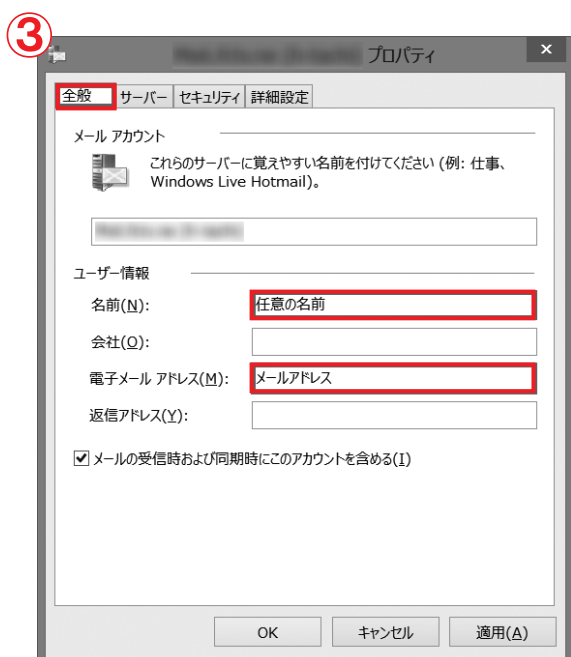 ③
プロパティ
全般 サーバー セキュリティ 詳細設定
メール アカウント
これらのサーバーに覚えやすい名前を付けてください (例: 仕事、
Windows Live Hotmail)。
ユーザー情報
名前(N): 任意の名前
会社(O):
電子メール アドレス(M): メールアドレス
返信アドレス(Y):
メールの受信時および同期時にこのアカウントを含める(I)
OK キャンセル 適用(A)